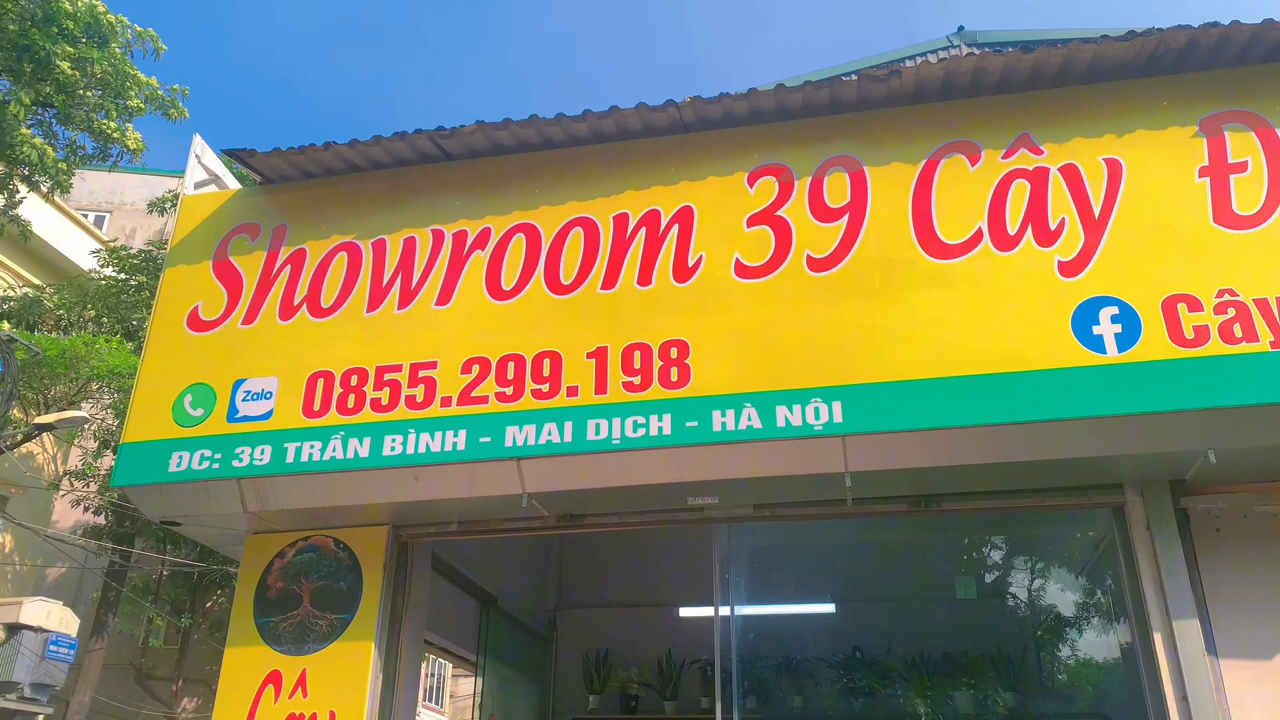 Showroom 39 Cây Đ
Cây
Zalo 0855.299.198
ĐC: 39 TRẦN BÌNH - MAI DỊCH - HÀ NỘI
Cây